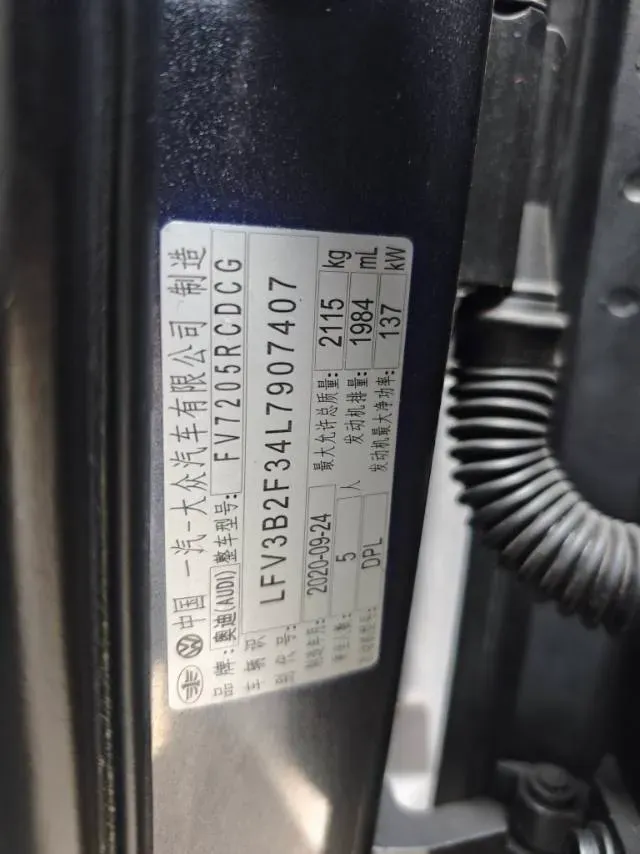 中国 一汽-大众汽车有限公司 制造
品牌: 奥迪(AUDI) 整车型号: FV7205RCDCG
车辆识别代号: LFV3B2F34L7907407
制造年月: 2020-09-24 最大允许总质量: 2115 kg
乘坐人数: 5 人 发动机排量: 1984 mL
发动机型号: DPL 发动机最大净功率: 137 kW